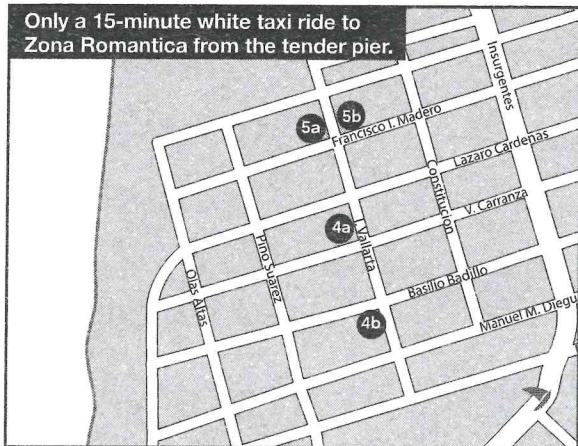 Only a 15-minute white taxi ride to
Zona Romantica from the tender pier.
Insurgentes
5a
5b
Francisco I. Madero
Lazaro Cardenas
Constitucion
V. Carranza
4a
I. Vallarta
Pino Suarez
Olas Altas
Basilio Badillo
4b
Manuel M. Diegu